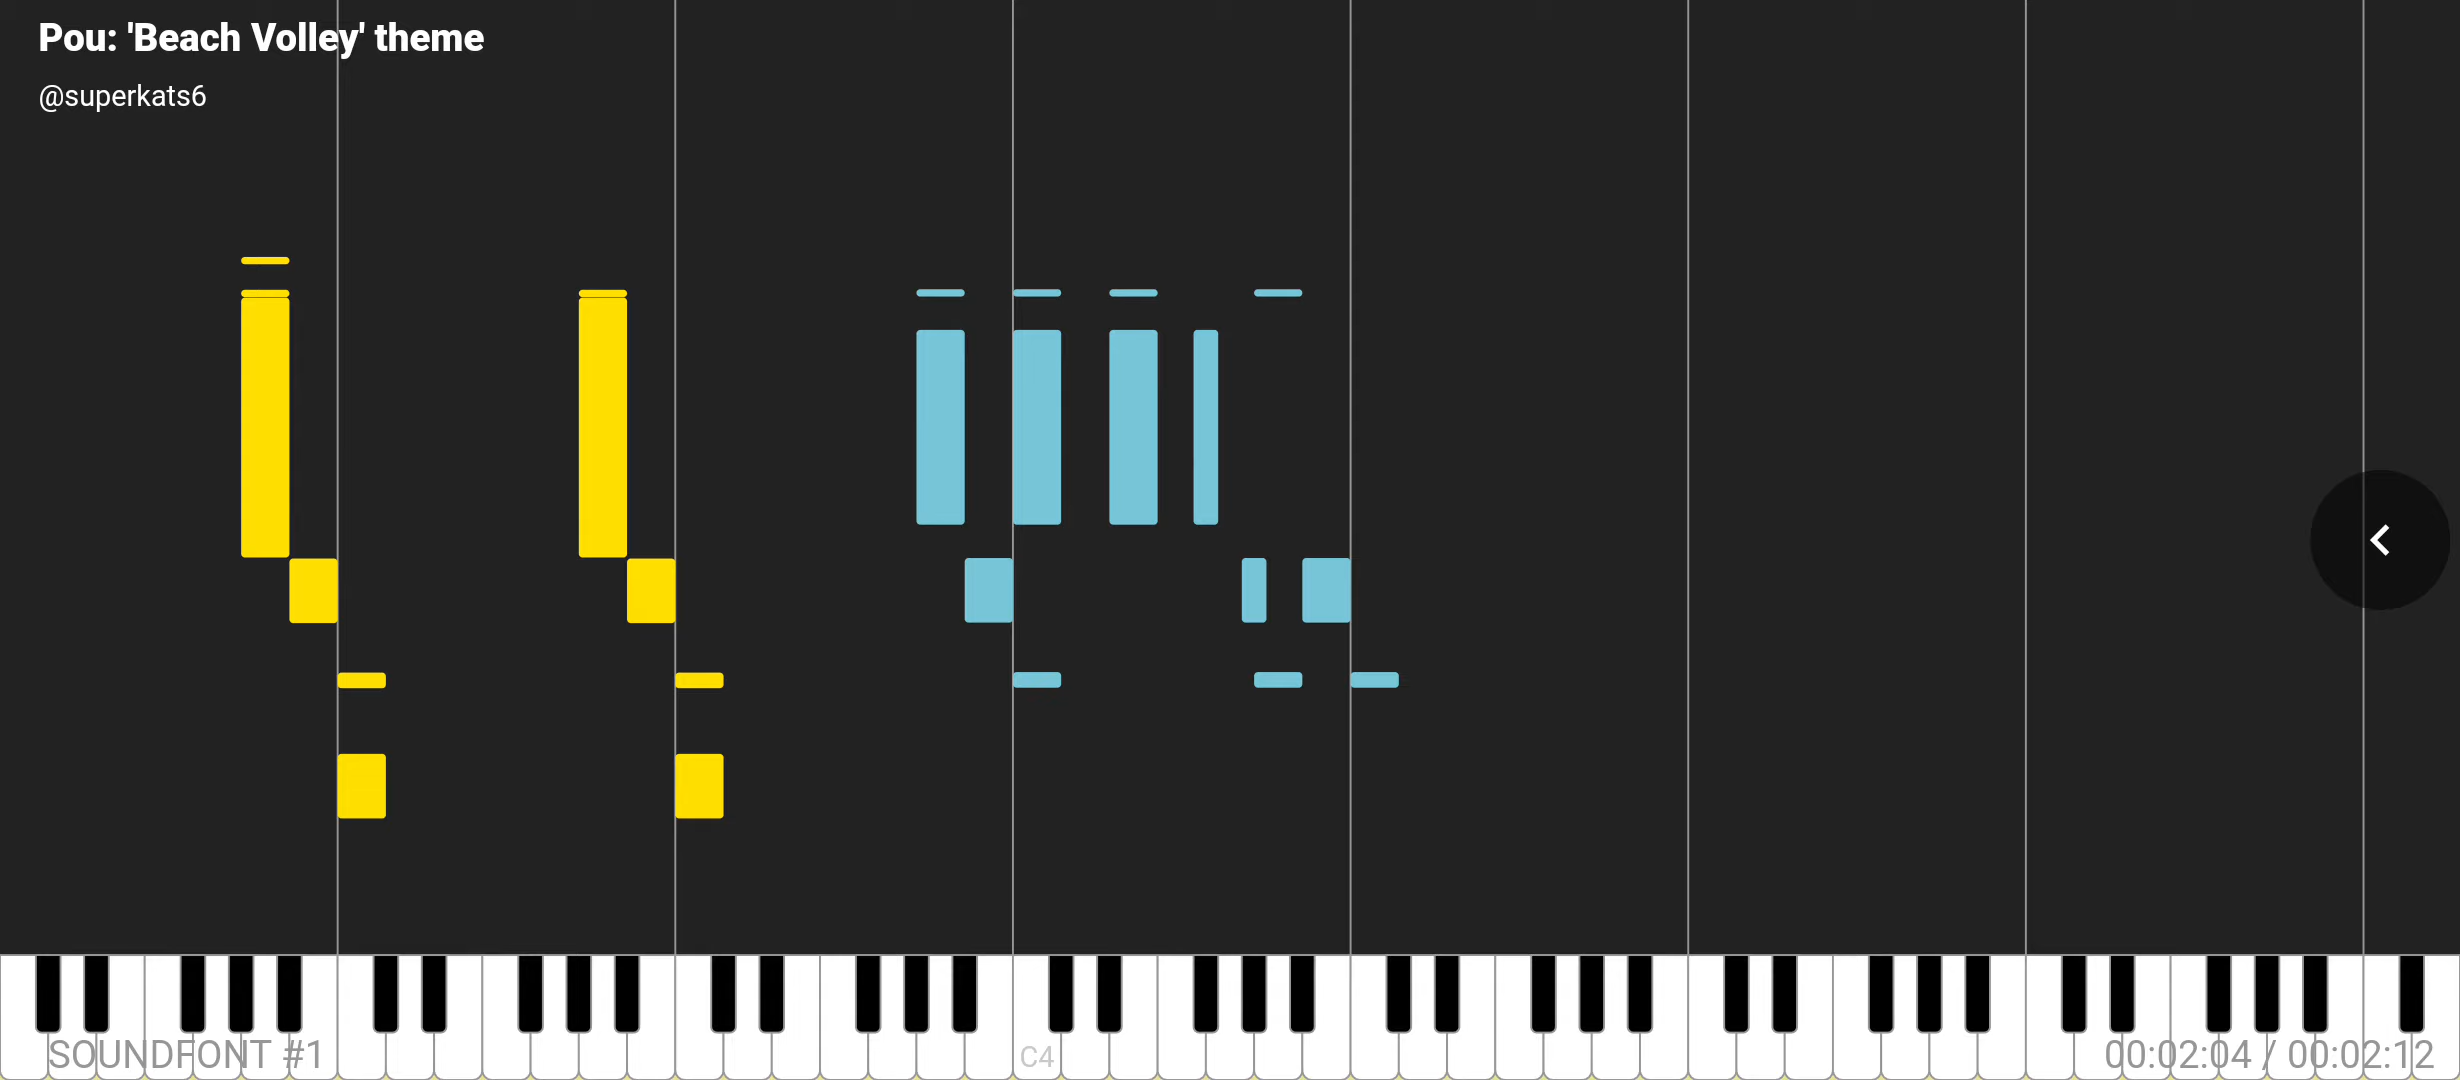 Pou: 'Beach Volley' theme
@superkats6
SOUNDFONT #1
C4
00:02:04 / 00:02:12